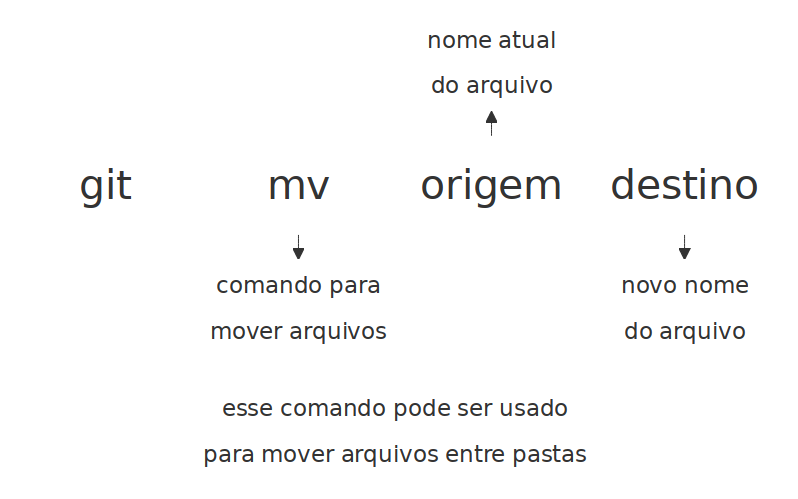 nome atual
do arquivo
git mv origem destino
comando para
mover arquivos
novo nome
do arquivo
esse comando pode ser usado
para mover arquivos entre pastas